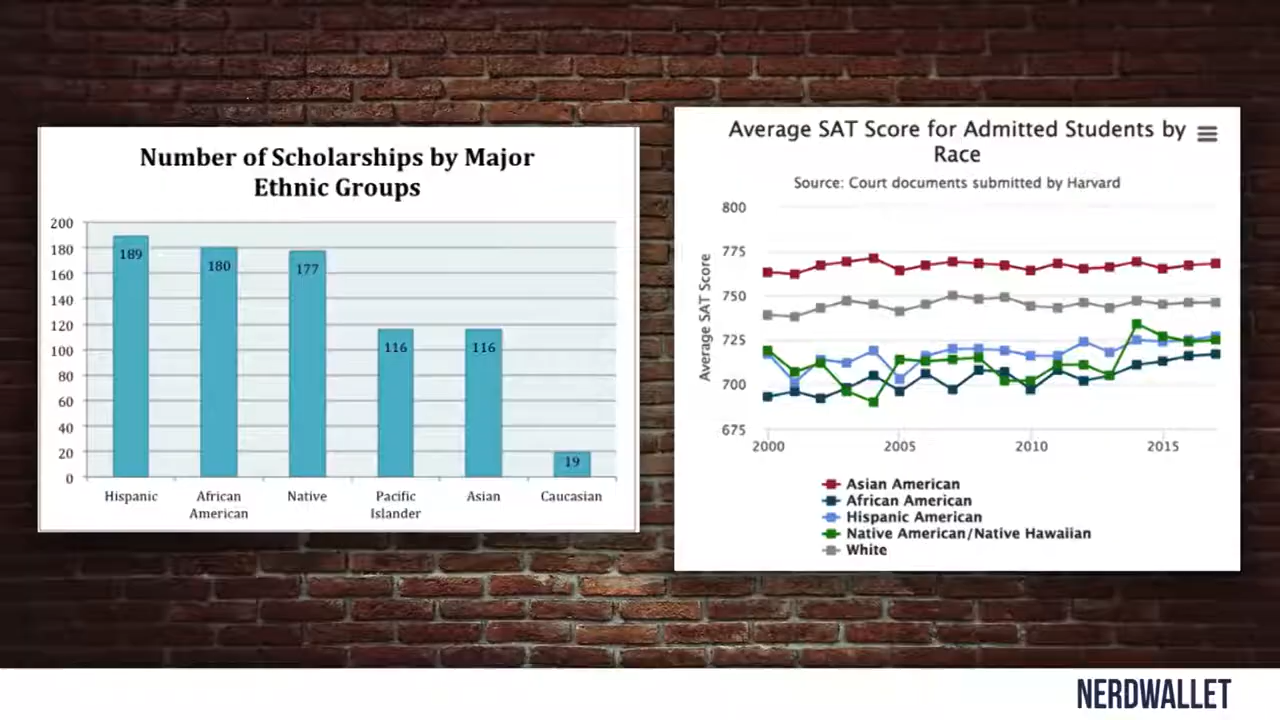 Number of Scholarships by Major
Ethnic Groups
200
180
160
140
120
100
80
60
40
20
0
189
180
177
116
116
19
Hispanic
African
American
Native
Pacific
Islander
Asian
Caucasian
Average SAT Score for Admitted Students by
Race
Source: Court documents submitted by Harvard
Average SAT Score
800
775
750
725
700
675
2000
2005
2010
2015
Asian American
African American
Hispanic American
Native American/Native Hawaiian
White
NERDWALLET